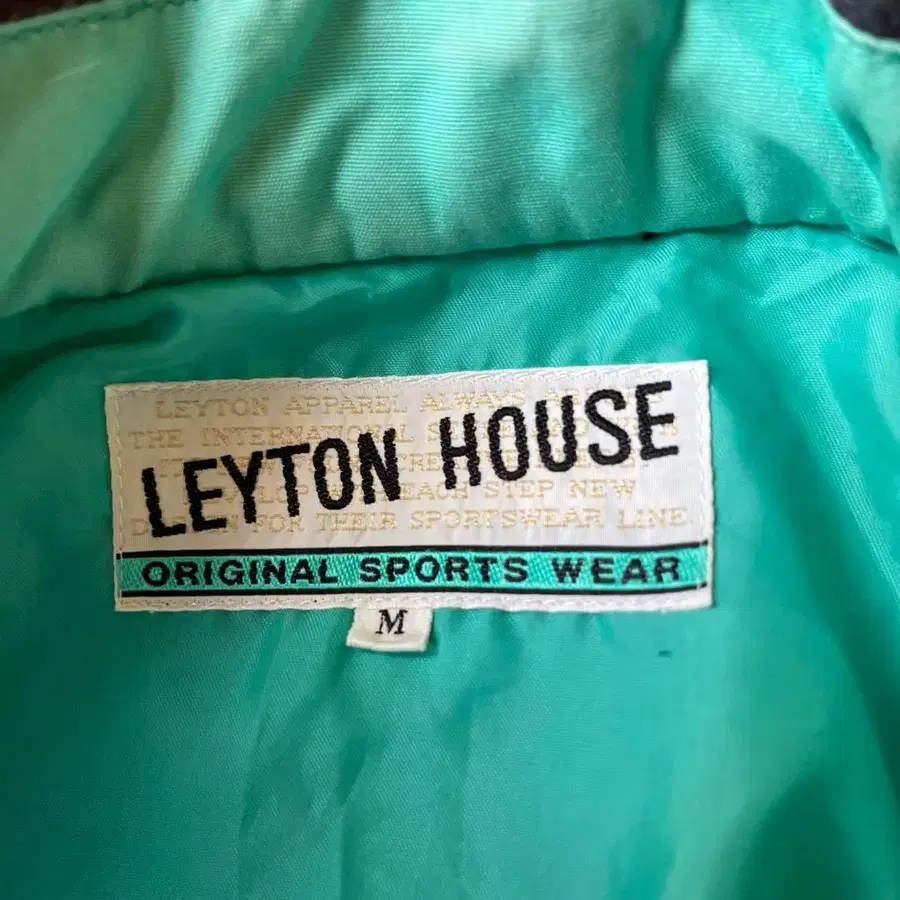 LEYTON APPAREL ALWAYS
THE INTERNATIONAL
LEYTON HOUSE
EACH STEP NEW
FOR THEIR SPORTSWEAR LINE
ORIGINAL SPORTS WEAR
M